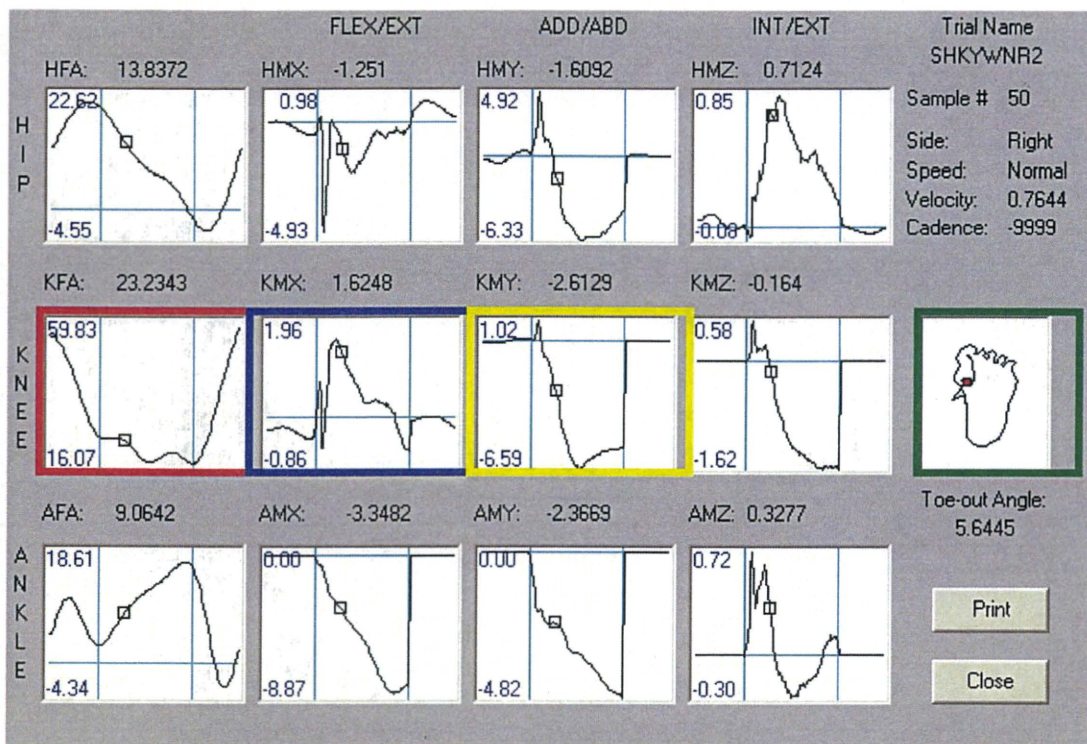 FLEX/EXT ADD/ABD INT/EXT Trial Name
SHKYWNR2
HFA: 13.8372 HMX: -1.251 HMY: -1.6092 HMZ: 0.7124
22.62 0.98 4.92 0.85 Sample # 50
HIP
Side: Right
Speed: Normal
Velocity: 0.7644
-4.55 -4.93 -6.33 -0.08 Cadence: -9999
KFA: 23.2343 KMX: 1.6248 KMY: -2.6129 KMZ: -0.164
59.83 1.96 1.02 0.58
KNEE
16.07 -0.86 -6.59 -1.62
AFA: 9.0642 AMX: -3.3482 AMY: -2.3669 AMZ: 0.3277 Toe-out Angle:
5.6445
18.61 0.00 0.00 0.72
ANKLE
Print
-4.34 -8.87 -4.82 -0.30 Close